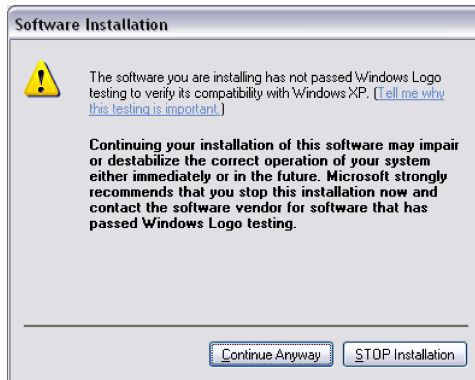 Software Installation
The software you are installing has not passed Windows Logo
testing to verify its compatibility with Windows XP. (Tell me why
this testing is important.)
Continuing your installation of this software may impair
or destabilize the correct operation of your system
either immediately or in the future. Microsoft strongly
recommends that you stop this installation now and
contact the software vendor for software that has
passed Windows Logo testing.
Continue Anyway STOP Installation